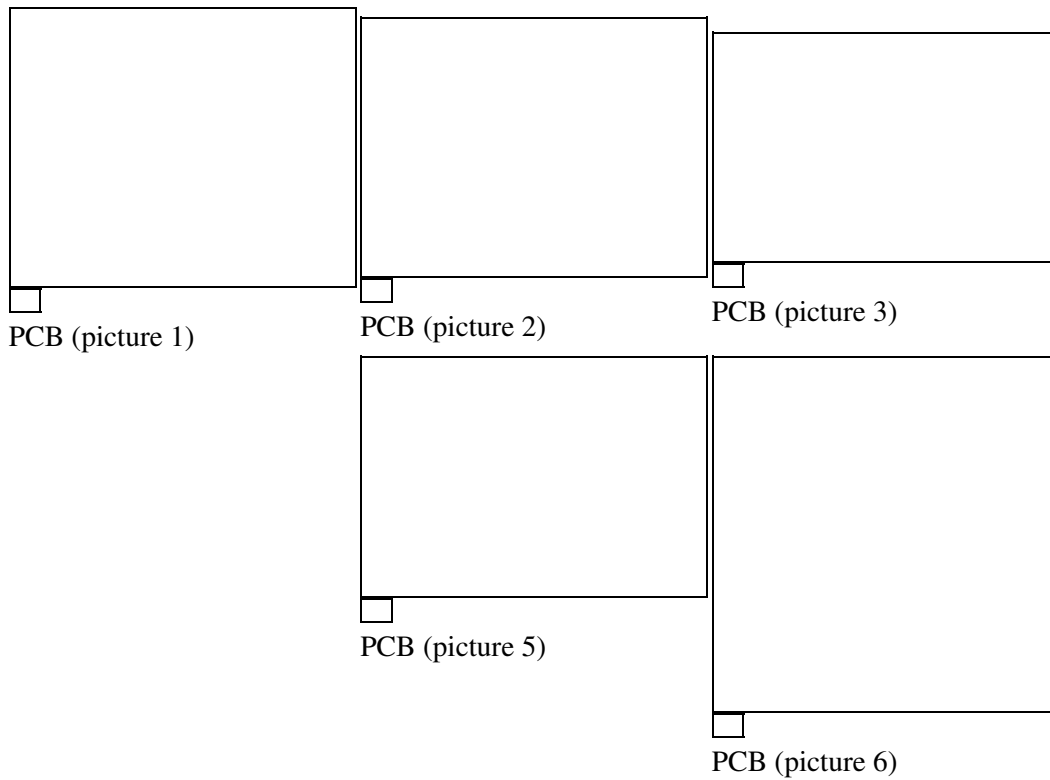 PCB (picture 1)
PCB (picture 2)
PCB (picture 3)
PCB (picture 5)
PCB (picture 6)